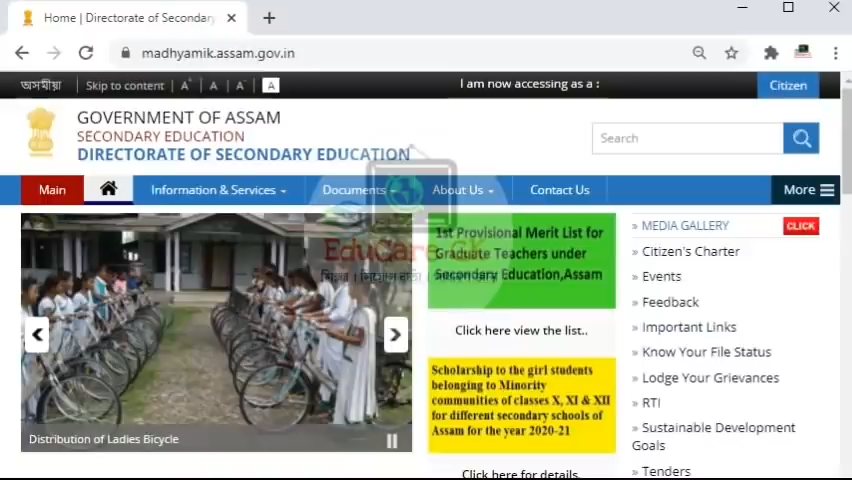 Home | Directorate of Secondary
madhyamik.assam.gov.in
অসমীয়া Skip to content A+ A A- A I am now accessing as a : Citizen
GOVERNMENT OF ASSAM
SECONDARY EDUCATION
DIRECTORATE OF SECONDARY EDUCATION
Search
Main Information & Services Documents About Us Contact Us More
1st Provisional Merit List for
Graduate Teachers under
Secondary Education,Assam
Click here view the list..
Scholarship to the girl students
belonging to Minority
communities of classes X, XI & XII
for different secondary schools of
Assam for the year 2020-21
Click here for details.
Distribution of Ladies Bicycle
EduCare GK
MEDIA GALLERY CLICK
» Citizen's Charter
» Events
» Feedback
» Important Links
» Know Your File Status
» Lodge Your Grievances
» RTI
» Sustainable Development
Goals
» Tenders